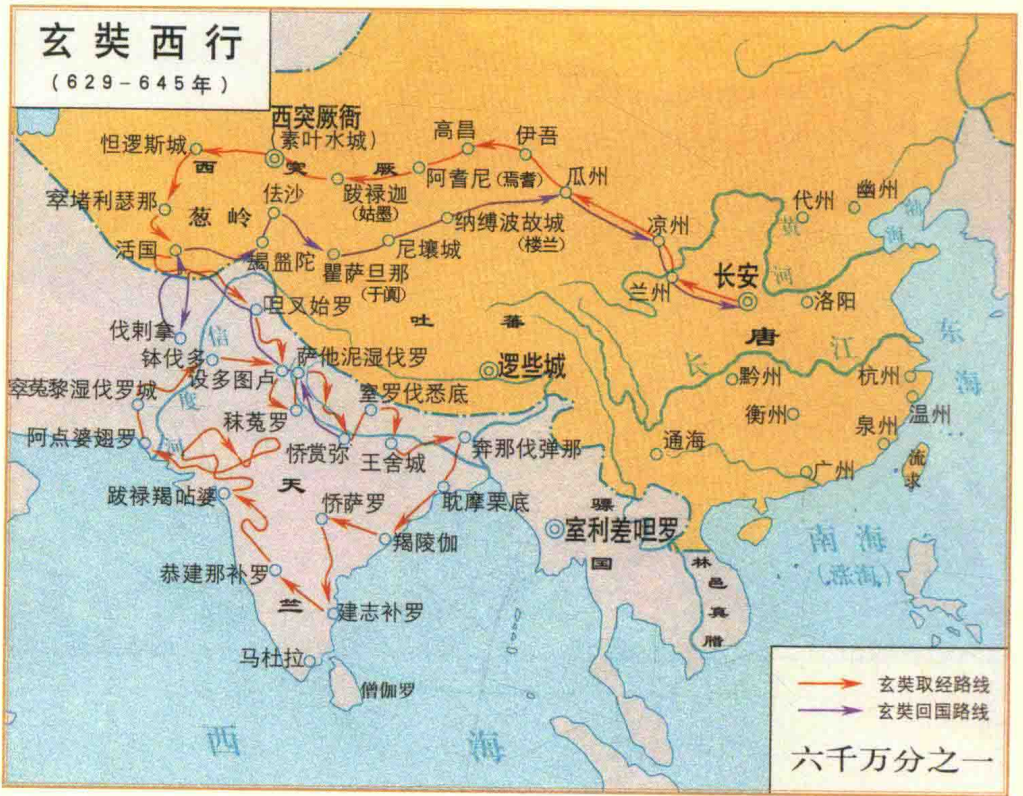 玄奘西行
(629-645年)
西突厥衙
(素叶水城)
怛逻斯城
高昌
伊吾
西
突
厥
阿耆尼(焉耆)
跋禄迦
(姑墨)
瓜州
窣堵利瑟那
佉沙
葱岭
纳缚波故城
(楼兰)
凉州
代州
幽州
渤
海
黄
河
活国
朅盤陀
尼壤城
瞿萨旦那
(于阗)
兰州
长安
洛阳
呾叉始罗
吐
蕃
唐
东
海
伐剌拿
信
度
河
钵伐多
萨他泥湿伐罗
设多图卢
逻些城
长
江
黔州
杭州
窣菟黎湿伐罗城
秣菟罗
室罗伐悉底
衡州
温州
阿点婆翅罗
憍赏弥
王舍城
奔那伐弹那
通海
泉州
广州
流
求
跋禄羯呫婆
天
憍萨罗
耽摩栗底
羯陵伽
骠
国
室利差呾罗
南海
(涨海)
林
邑
真
腊
恭建那补罗
竺
建志补罗
马杜拉
僧伽罗
西
海
玄奘取经路线
玄奘回国路线
六千万分之一